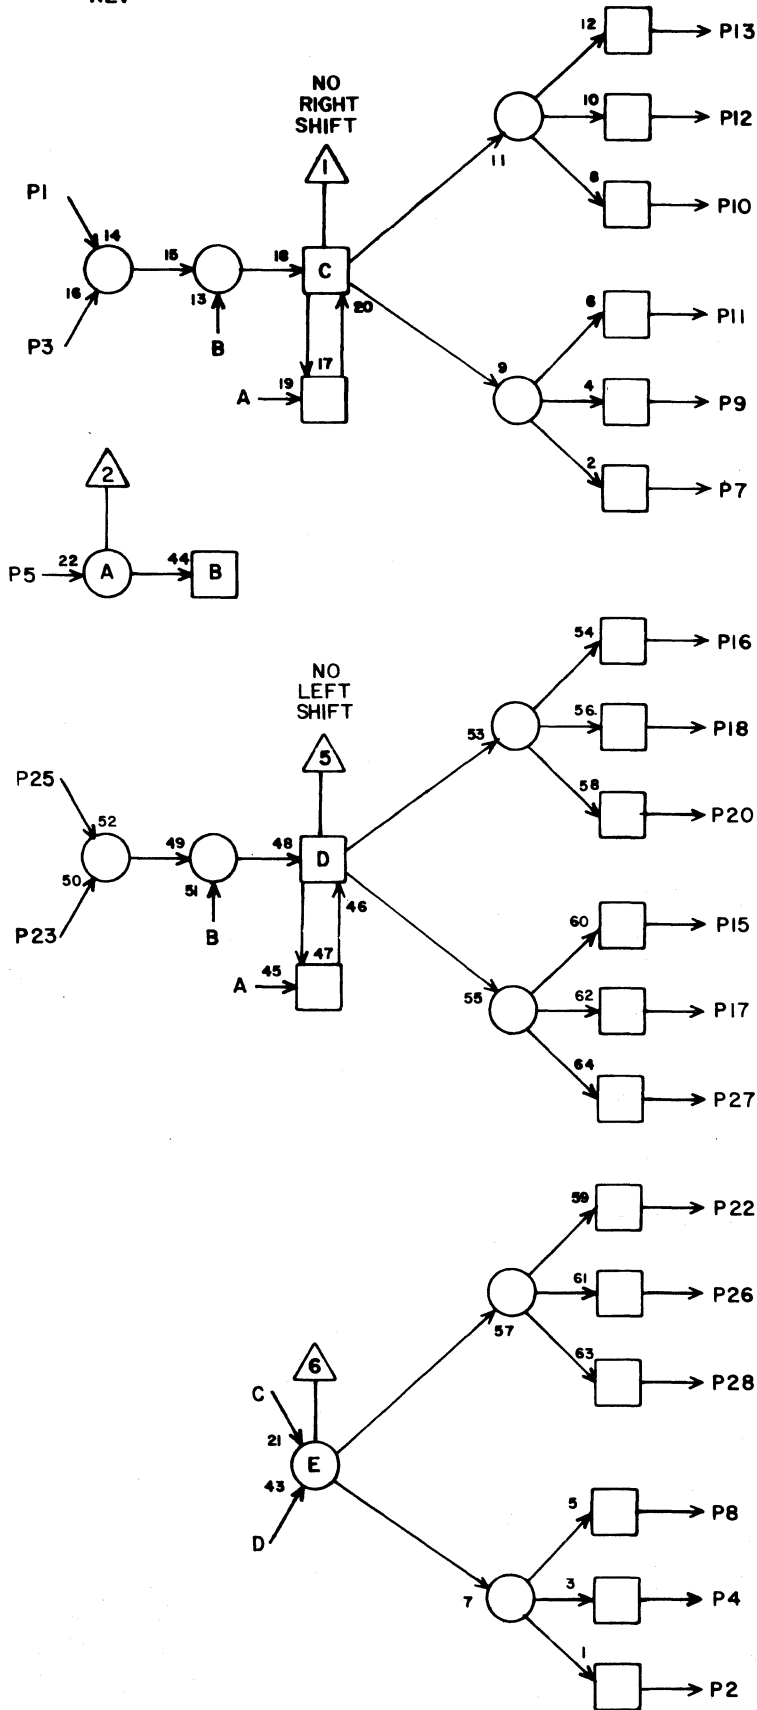 12
P13
NO
RIGHT
SHIFT
10
P12
1
11
8
P10
P1
14
15
18
C
6
P11
16
13
20
P3
B
17
9
A
19
4
P9
2
2
P7
P5
22
A
44
B
54
P16
NO
LEFT
SHIFT
56
P18
53
5
58
P20
P25
52
49
48
D
50
51
46
60
P15
P23
B
47
A
45
55
62
P17
64
P27
59
P22
61
P26
57
6
63
P28
C
21
E
43
5
P8
D
7
3
P4
1
P2